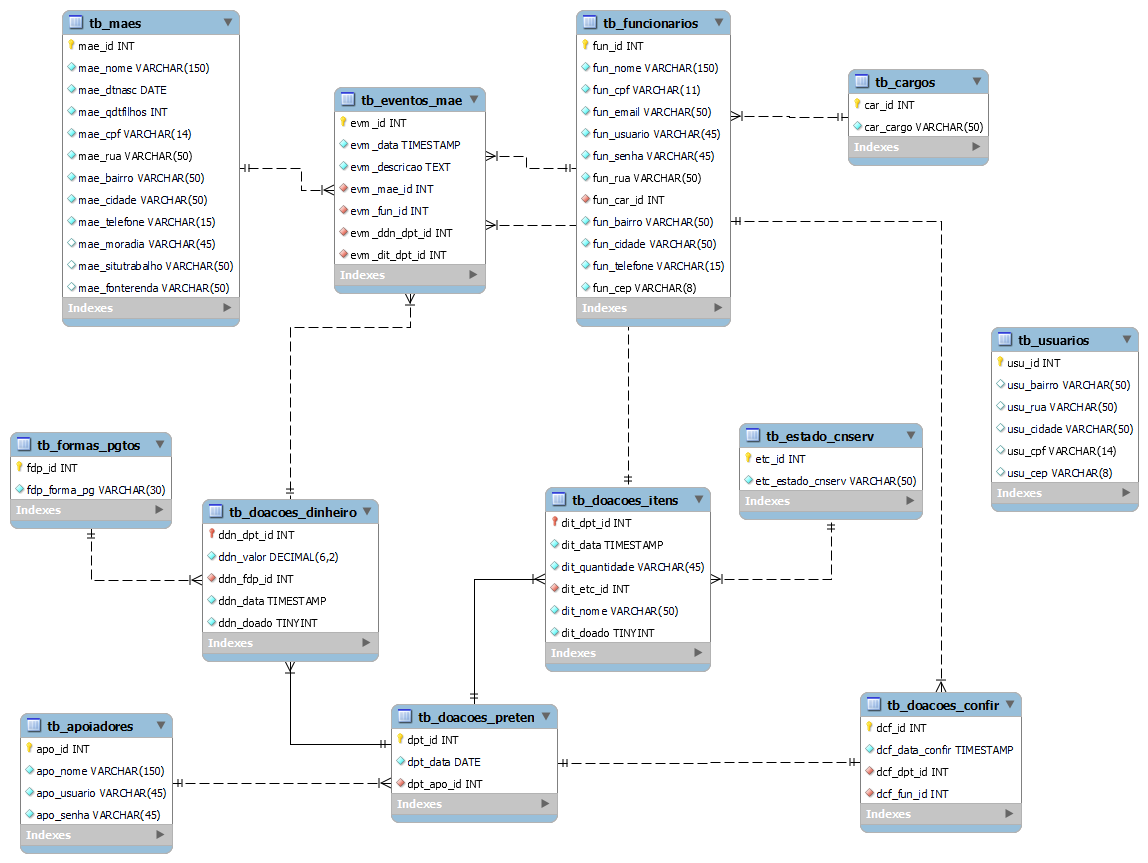 tb_maes
mae_id INT
mae_nome VARCHAR(150)
mae_dtnasc DATE
mae_qdtfilhos INT
mae_cpf VARCHAR(14)
mae_rua VARCHAR(50)
mae_bairro VARCHAR(50)
mae_cidade VARCHAR(50)
mae_telefone VARCHAR(15)
mae_moradia VARCHAR(45)
mae_situtrabalho VARCHAR(50)
mae_fonterenda VARCHAR(50)
Indexes
tb_eventos_mae
evm_id INT
evm_data TIMESTAMP
evm_descricao TEXT
evm_mae_id INT
evm_fun_id INT
evm_ddn_dpt_id INT
evm_dit_dpt_id INT
Indexes
tb_funcionarios
fun_id INT
fun_nome VARCHAR(150)
fun_cpf VARCHAR(11)
fun_email VARCHAR(50)
fun_usuario VARCHAR(45)
fun_senha VARCHAR(45)
fun_rua VARCHAR(50)
fun_car_id INT
fun_bairro VARCHAR(50)
fun_cidade VARCHAR(50)
fun_telefone VARCHAR(15)
fun_cep VARCHAR(8)
Indexes
tb_cargos
car_id INT
car_cargo VARCHAR(50)
Indexes
tb_usuarios
usu_id INT
usu_bairro VARCHAR(50)
usu_rua VARCHAR(50)
usu_cidade VARCHAR(50)
usu_cpf VARCHAR(14)
usu_cep VARCHAR(8)
Indexes
tb_formas_pgtos
fdp_id INT
fdp_forma_pg VARCHAR(30)
Indexes
tb_doacoes_dinheiro
ddn_dpt_id INT
ddn_valor DECIMAL(6,2)
ddn_fdp_id INT
ddn_data TIMESTAMP
ddn_doado TINYINT
Indexes
tb_doacoes_itens
dit_dpt_id INT
dit_data TIMESTAMP
dit_quantidade VARCHAR(45)
dit_etc_id INT
dit_nome VARCHAR(50)
dit_doado TINYINT
Indexes
tb_estado_cnserv
etc_id INT
etc_estado_cnserv VARCHAR(50)
Indexes
tb_apoiadores
apo_id INT
apo_nome VARCHAR(150)
apo_usuario VARCHAR(45)
apo_senha VARCHAR(45)
Indexes
tb_doacoes_preten
dpt_id INT
dpt_data DATE
dpt_apo_id INT
Indexes
tb_doacoes_confir
dcf_id INT
dcf_data_confir TIMESTAMP
dcf_dpt_id INT
dcf_fun_id INT
Indexes